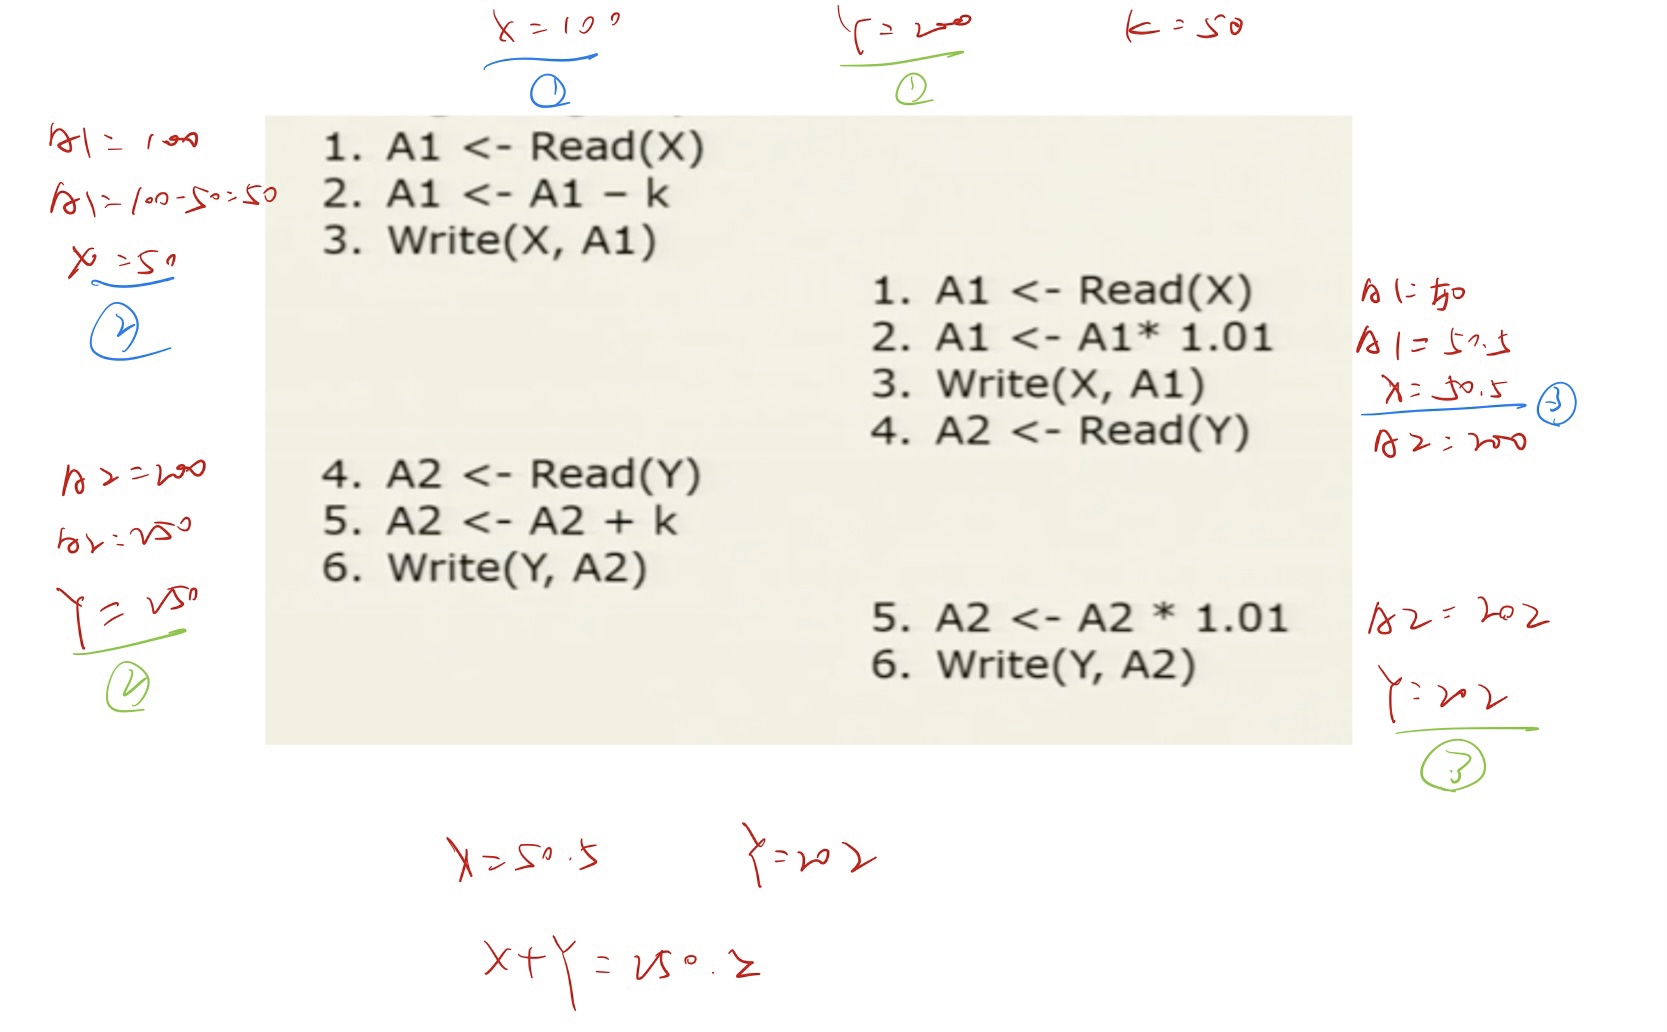 X = 100 Y = 200 k = 50
① ①
A1 = 100
1. A1 <- Read(X)
A1 = 100-50=50
2. A1 <- A1 – k
3. Write(X, A1)
X = 50
②
1. A1 <- Read(X)
A1 = 50
2. A1 <- A1* 1.01
A1 = 50.5
3. Write(X, A1)
X = 50.5 ③
4. A2 <- Read(Y)
A2 = 200
A2 = 200
4. A2 <- Read(Y)
5. A2 <- A2 + k
A2 = 250
6. Write(Y, A2)
Y = 250
②
5. A2 <- A2 * 1.01
A2 = 202
6. Write(Y, A2)
Y = 202
③
X = 50.5 Y = 202
X + Y = 250.2